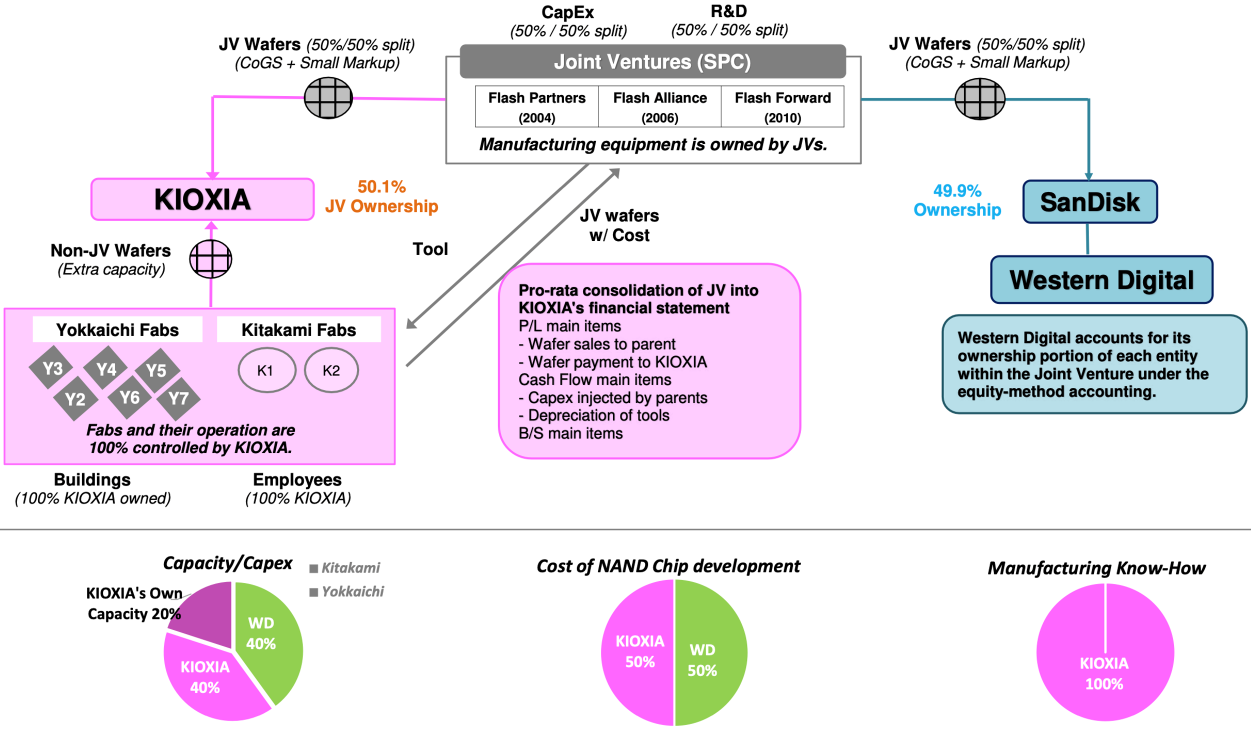 CapEx
(50% / 50% split)
R&D
(50% / 50% split)
JV Wafers (50%/50% split)
(CoGS + Small Markup)
Joint Ventures (SPC)
JV Wafers (50%/50% split)
(CoGS + Small Markup)
Flash Partners
(2004)
Flash Alliance
(2006)
Flash Forward
(2010)
Manufacturing equipment is owned by JVs.
KIOXIA
50.1%
JV Ownership
49.9%
Ownership
SanDisk
JV wafers
w/ Cost
Tool
Non-JV Wafers
(Extra capacity)
Western Digital
Pro-rata consolidation of JV into
KIOXIA's financial statement
P/L main items
- Wafer sales to parent
- Wafer payment to KIOXIA
Cash Flow main items
- Capex injected by parents
- Depreciation of tools
B/S main items
Western Digital accounts for its
ownership portion of each entity
within the Joint Venture under the
equity-method accounting.
Yokkaichi Fabs
Kitakami Fabs
Y3
Y4
Y5
Y2
Y6
Y7
K1
K2
Fabs and their operation are
100% controlled by KIOXIA.
Buildings
(100% KIOXIA owned)
Employees
(100% KIOXIA)
Capacity/Capex
Kitakami
Yokkaichi
KIOXIA's Own
Capacity 20%
WD
40%
KIOXIA
40%
Cost of NAND Chip development
KIOXIA
50%
WD
50%
Manufacturing Know-How
KIOXIA
100%